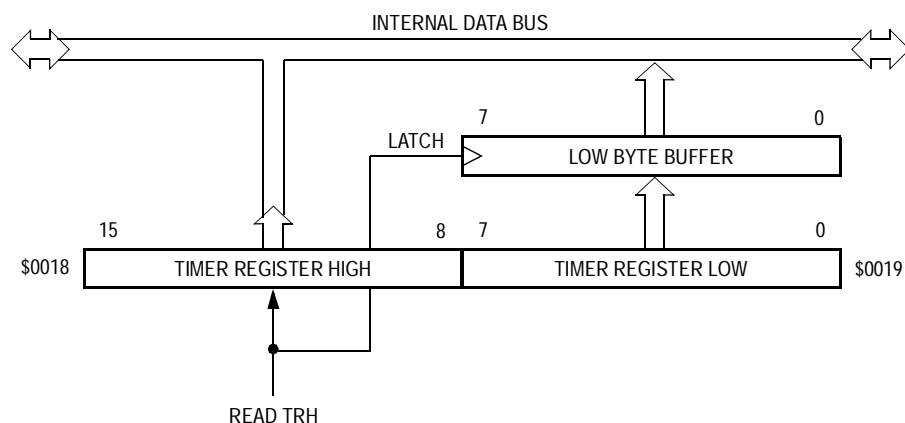 INTERNAL DATA BUS
7 0
LATCH
LOW BYTE BUFFER
15 8 7 0
$0018 TIMER REGISTER HIGH TIMER REGISTER LOW $0019
READ TRH